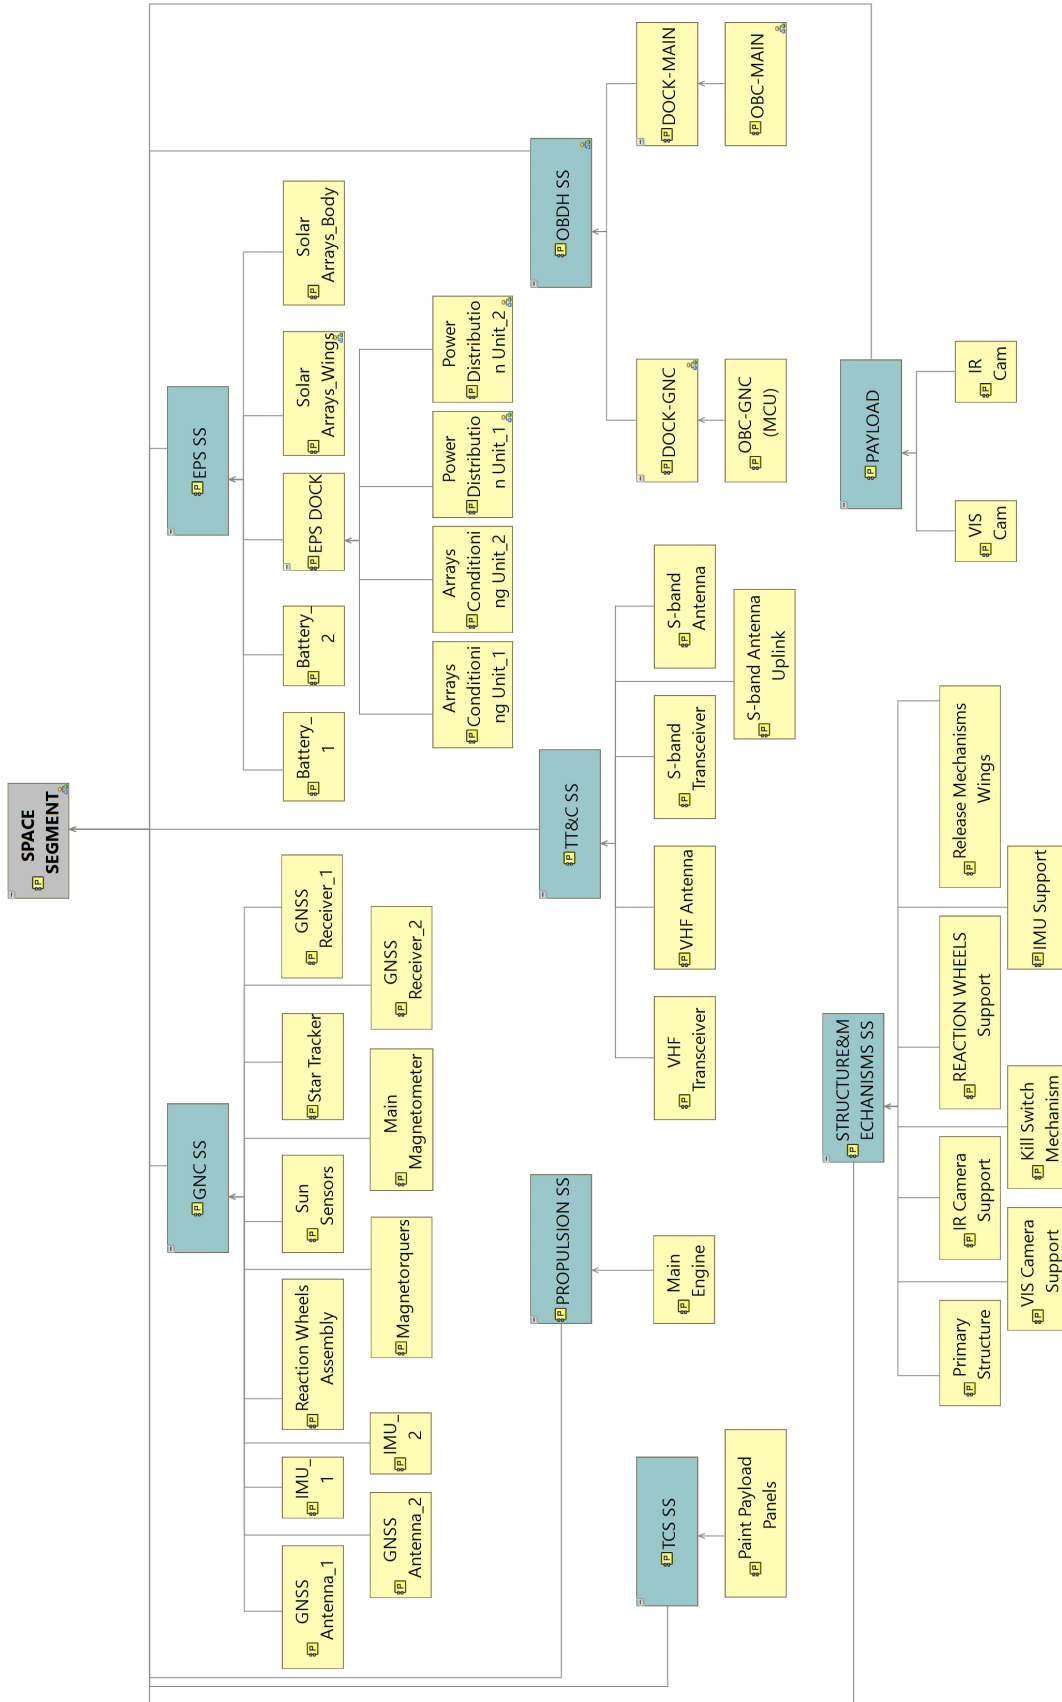 SPACE
SEGMENT
GNC SS
GNSS
Antenna_1
GNSS
Antenna_2
IMU_
1
IMU_
2
Reaction Wheels
Assembly
Magnetorquers
Sun
Sensors
Main
Magnetometer
Star Tracker
GNSS
Receiver_2
GNSS
Receiver_1
EPS SS
Battery_
1
Battery_
2
EPS DOCK
Solar
Arrays_Wings
Solar
Arrays_Body
Arrays
Conditioni
ng Unit_1
Arrays
Conditioni
ng Unit_2
Power
Distributio
n Unit_1
Power
Distributio
n Unit_2
PROPULSION SS
Main
Engine
TT&C SS
VHF
Transceiver
VHF Antenna
S-band
Transceiver
S-band Antenna
Uplink
S-band
Antenna
OBDH SS
DOCK-GNC
OBC-GNC
(MCU)
DOCK-MAIN
OBC-MAIN
TCS SS
Paint Payload
Panels
STRUCTURE&M
ECHANISMS SS
Primary
Structure
VIS Camera
Support
IR Camera
Support
Kill Switch
Mechanism
REACTION WHEELS
Support
IMU Support
Release Mechanisms
Wings
PAYLOAD
VIS
Cam
IR
Cam